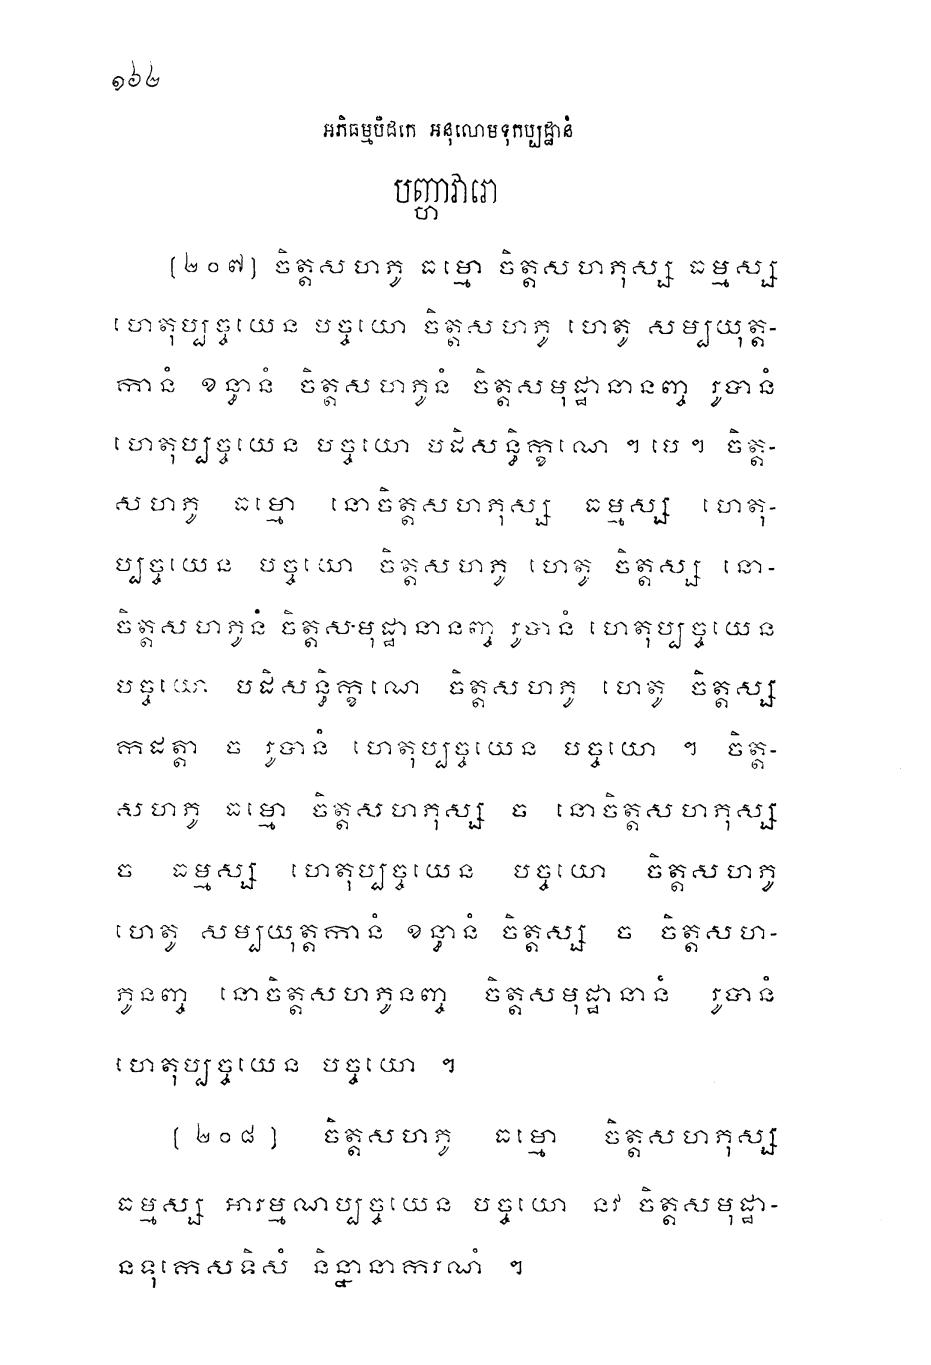 ១៦២
អភិធម្មបិដកេ អនុលោមទុកប្បដ្ឋានំ
បញ្ហាវារោ
[២០៧] ចិត្តសហភូ ធម្មោ ចិត្តសហភុស្ស ធម្មស្ស
ហេតុប្បច្ចយេន បច្ចយោ ចិត្តសហភូ ហេតូ សម្បយុត្ត-
កានំ ខន្ធានំ ចិត្តសហភូនំ ចិត្តសមុដ្ឋានានញ្ច រូបានំ
ហេតុប្បច្ចយេន បច្ចយោ បដិសន្ធិក្ខណេ ។ បេ ។ ចិត្ត-
សហភូ ធម្មោ នោចិត្តសហភុស្ស ធម្មស្ស ហេតុ-
ប្បច្ចយេន បច្ចយោ ចិត្តសហភូ ហេតូ ចិត្តស្ស នោ-
ចិត្តសហភូនំ ចិត្តសមុដ្ឋានានញ្ច រូបានំ ហេតុប្បច្ចយេន
បច្ចយោ បដិសន្ធិក្ខណេ ចិត្តសហភូ ហេតូ ចិត្តស្ស
កដត្តា ច រូបានំ ហេតុប្បច្ចយេន បច្ចយោ ។ ចិត្ត-
សហភូ ធម្មោ ចិត្តសហភុស្ស ច នោចិត្តសហភុស្ស
ច ធម្មស្ស ហេតុប្បច្ចយេន បច្ចយោ ចិត្តសហភូ
ហេតូ សម្បយុត្តកានំ ខន្ធានំ ចិត្តស្ស ច ចិត្តសហ-
ភូនញ្ច នោចិត្តសហភូនញ្ច ចិត្តសមុដ្ឋានានំ រូបានំ
ហេតុប្បច្ចយេន បច្ចយោ ។
[២០៨] ចិត្តសហភូ ធម្មោ ចិត្តសហភុស្ស
ធម្មស្ស អារម្មណប្បច្ចយេន បច្ចយោ នវ ចិត្តសមុដ្ឋា-
នទុកេសទិសំ និន្នានាការណំ ។